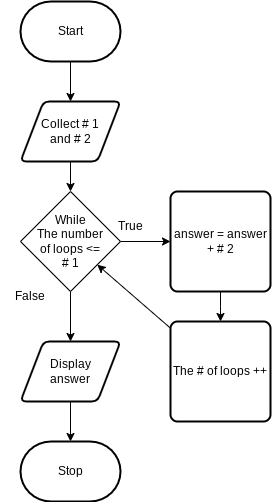 Start
Collect # 1
and # 2
While
The number
of loops <=
# 1
True
answer = answer
+ # 2
False
The # of loops ++
Display
answer
Stop